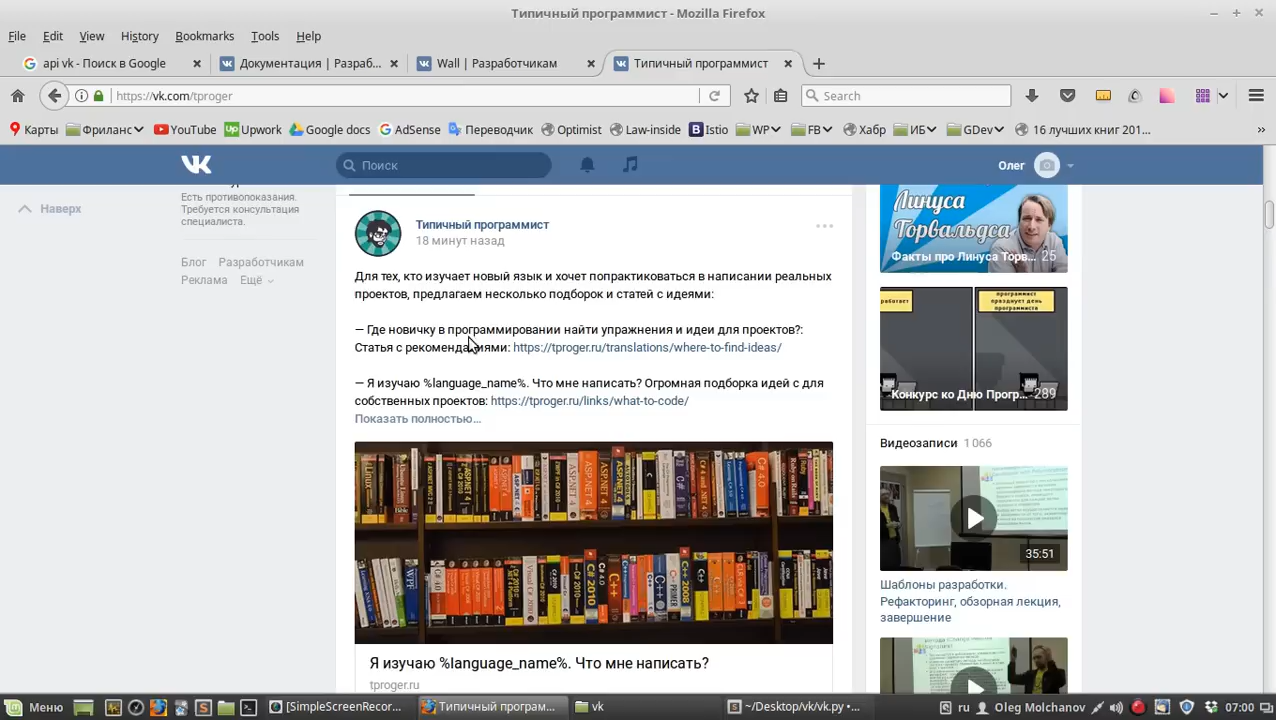 Типичный программист - Mozilla Firefox
File Edit View History Bookmarks Tools Help
api vk - Поиск в Google
Документация | Разраб...
Wall | Разработчикам
Типичный программист
https://vk.com/tproger
Search
Карты Фриланс YouTube Upwork Google docs AdSense Переводчик Optimist Law-inside Istio WP FB Хабр ИБ GDev 16 лучших книг 201...
Поиск
Олег
Наверх
Есть противопоказания.
Требуется консультация
специалиста.
Блог Разработчикам
Реклама Ещё
Типичный программист
18 минут назад
Для тех, кто изучает новый язык и хочет попрактиковаться в написании реальных
проектов, предлагаем несколько подборок и статей с идеями:
— Где новичку в программировании найти упражнения и идеи для проектов?:
Статья с рекомендациями: https://tproger.ru/translations/where-to-find-ideas/
— Я изучаю %language_name%. Что мне написать? Огромная подборка идей с для
собственных проектов: https://tproger.ru/links/what-to-code/
Показать полностью...
Я изучаю %language_name%. Что мне написать?
tproger.ru
Линуса
Торвальдса
Факты про Линуса Торв... 25
программист
празднует день
программиста
Конкурс ко Дню Прогр... 289
Видеозаписи 1 066
35:51
Шаблоны разработки.
Рефакторинг, обзорная лекция,
завершение
Меню
[SimpleScreenRecor...
Типичный програм...
vk
~/Desktop/vk/vk.py •...
ru
Oleg Molchanov
07:00